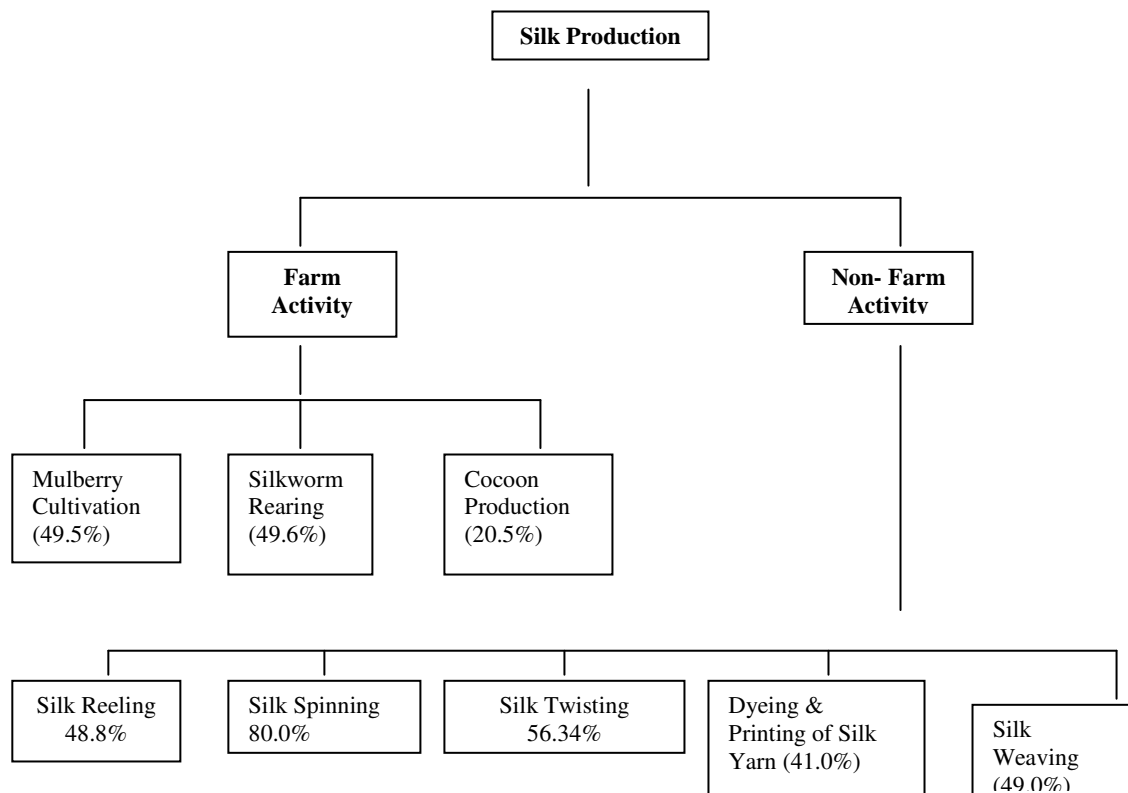 Silk Production
Farm
Activity
Non- Farm
Activity
Mulberry
Cultivation
(49.5%)
Silkworm
Rearing
(49.6%)
Cocoon
Production
(20.5%)
Silk Reeling
48.8%
Silk Spinning
80.0%
Silk Twisting
56.34%
Dyeing &
Printing of Silk
Yarn (41.0%)
Silk
Weaving
(49.0%)